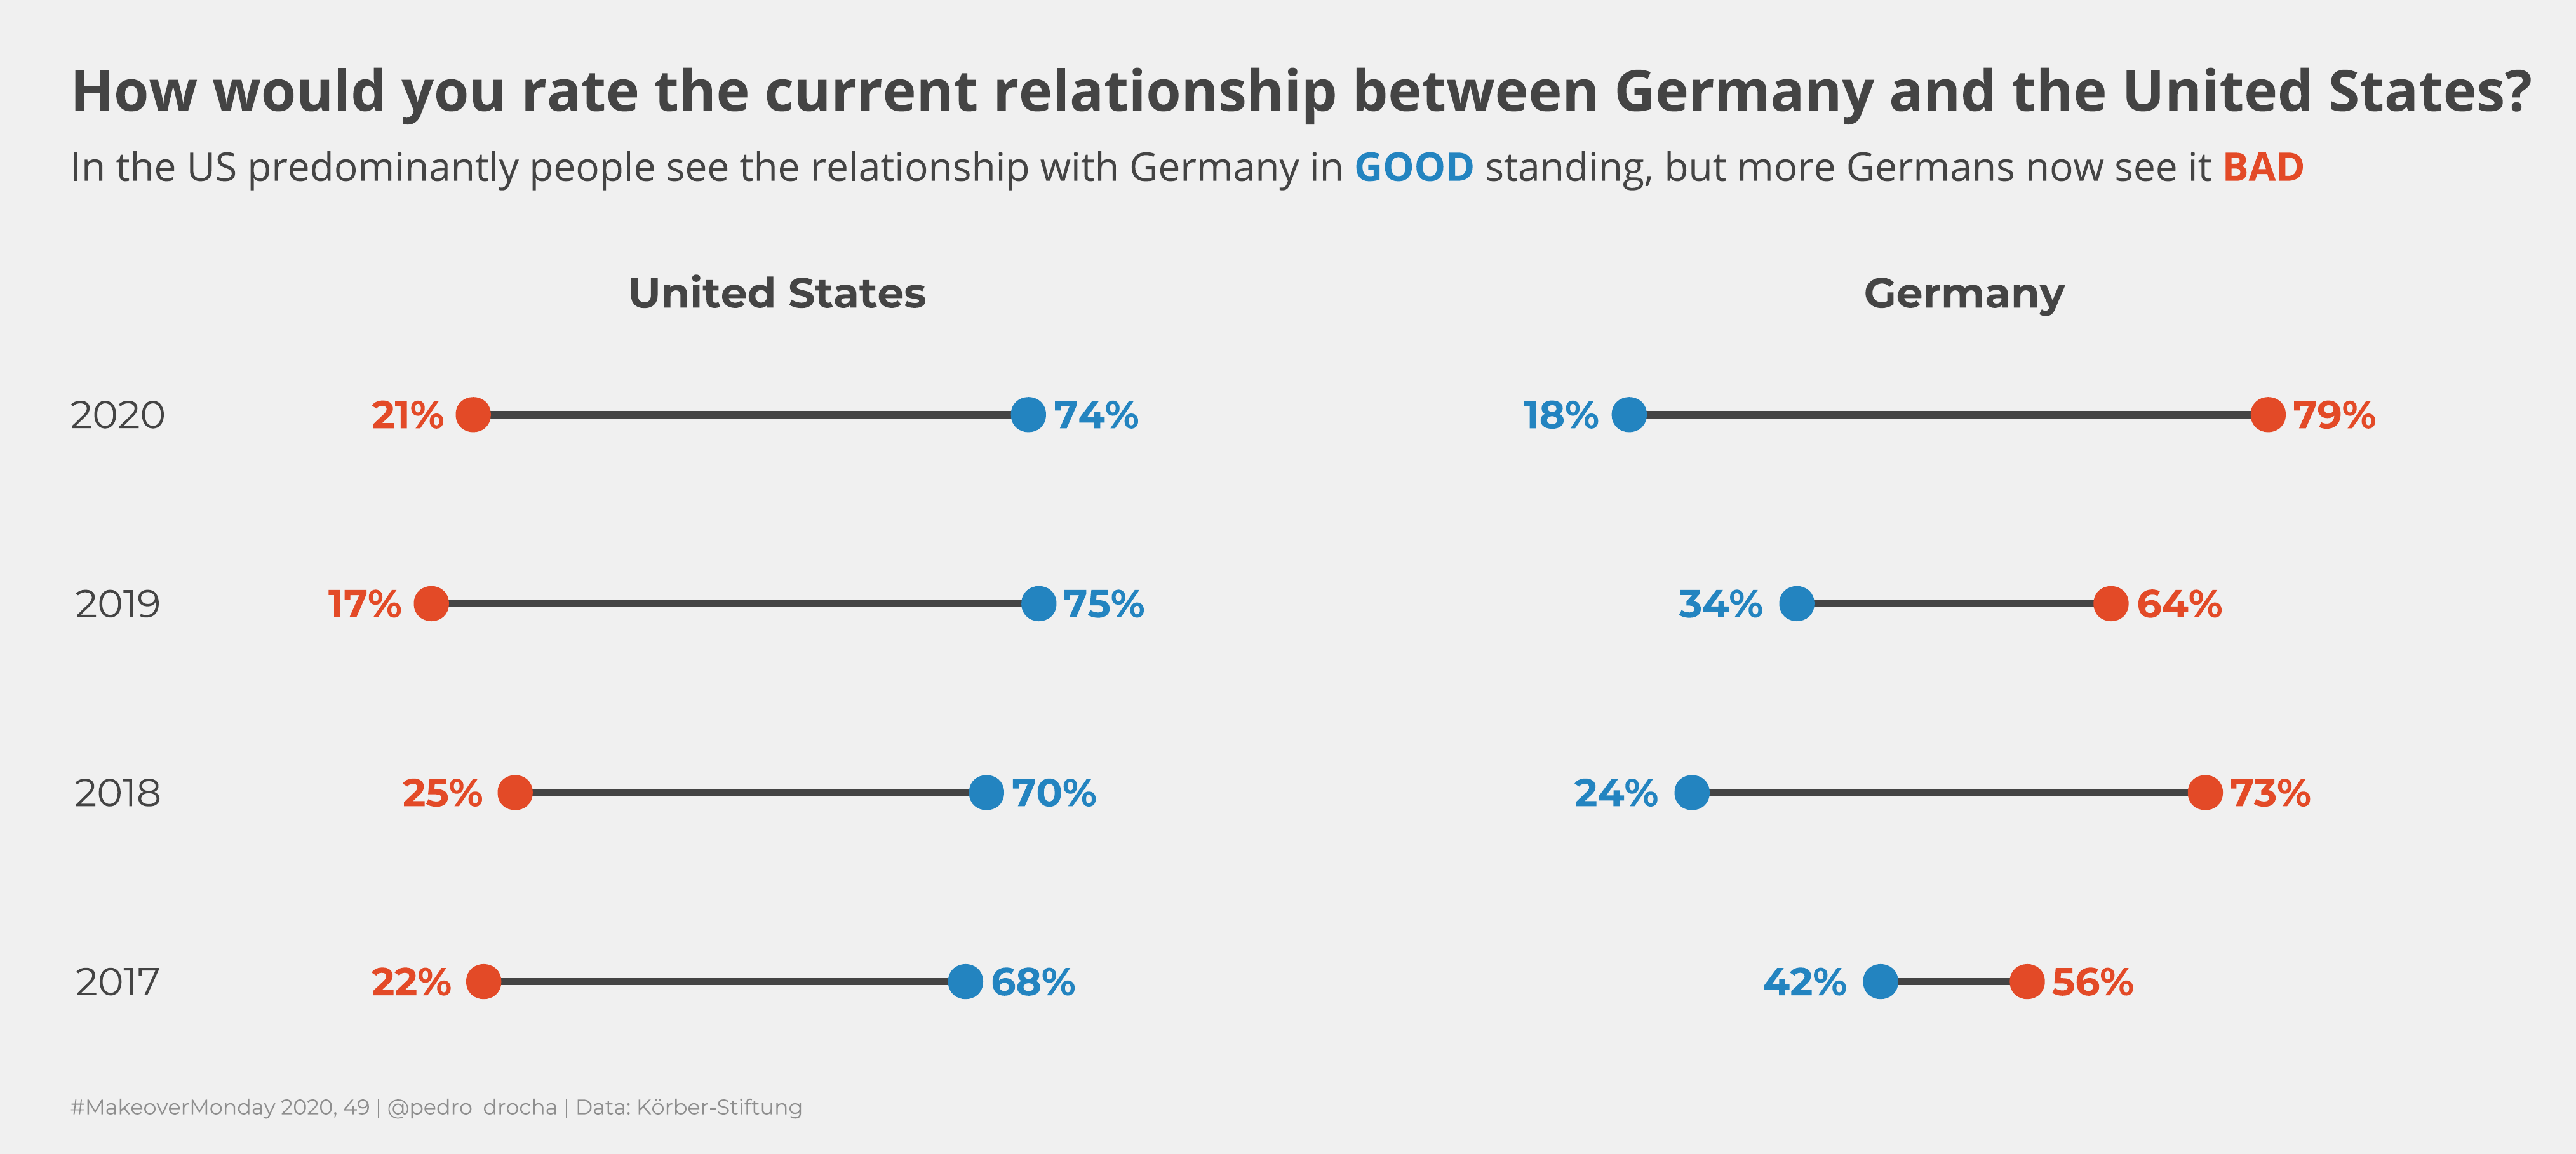 How would you rate the current relationship between Germany and the United States?
In the US predominantly people see the relationship with Germany in GOOD standing, but more Germans now see it BAD
United States Germany
2020 21% 74% 18% 79%
2019 17% 75% 34% 64%
2018 25% 70% 24% 73%
2017 22% 68% 42% 56%
#MakeoverMonday 2020, 49 | @pedro_drocha | Data: Körber-Stiftung